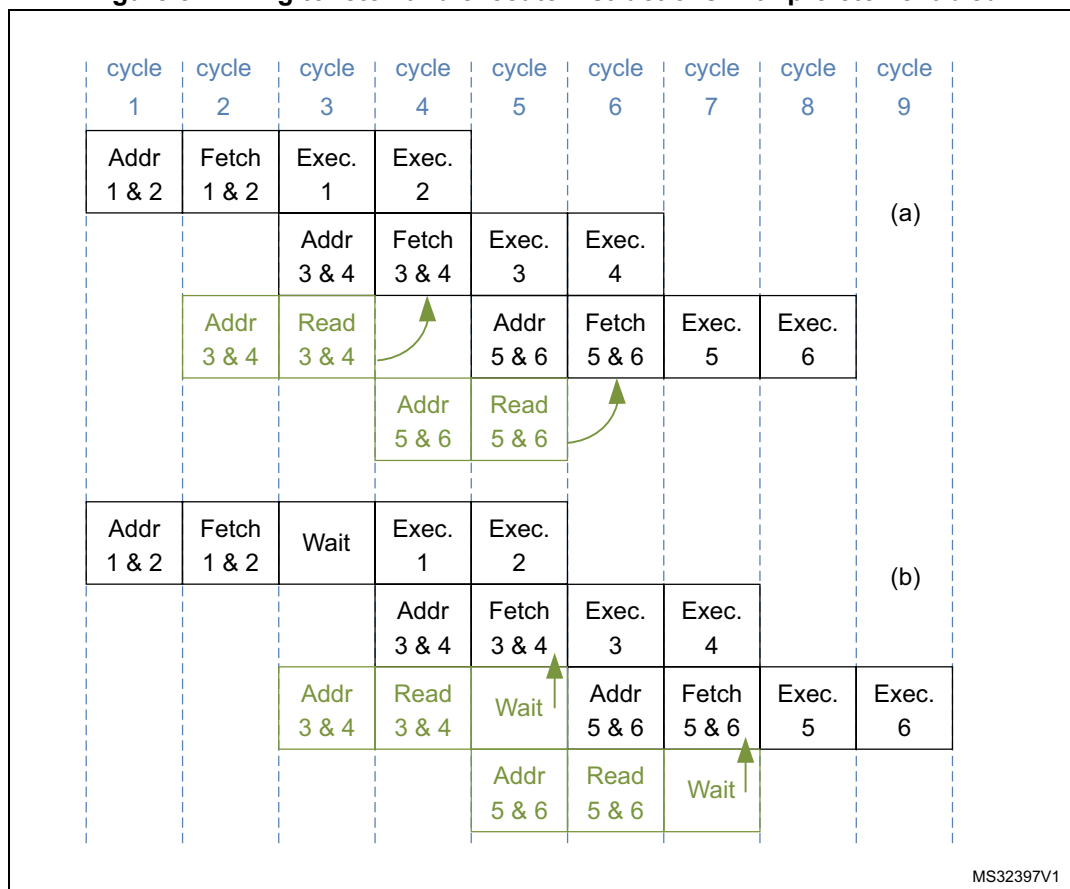 cycle cycle cycle cycle cycle cycle cycle cycle cycle
1 2 3 4 5 6 7 8 9
Addr Fetch Exec. Exec.
1 & 2 1 & 2 1 2
(a)
Addr Fetch Exec. Exec.
3 & 4 3 & 4 3 4
Addr Read Addr Fetch Exec. Exec.
3 & 4 3 & 4 5 & 6 5 & 6 5 6
Addr Read
5 & 6 5 & 6
Addr Fetch Wait Exec. Exec.
1 & 2 1 & 2 1 2
(b)
Addr Fetch Exec. Exec.
3 & 4 3 & 4 3 4
Addr Read Wait Addr Fetch Exec. Exec.
3 & 4 3 & 4 5 & 6 5 & 6 5 6
Addr Read Wait
5 & 6 5 & 6
MS32397V1